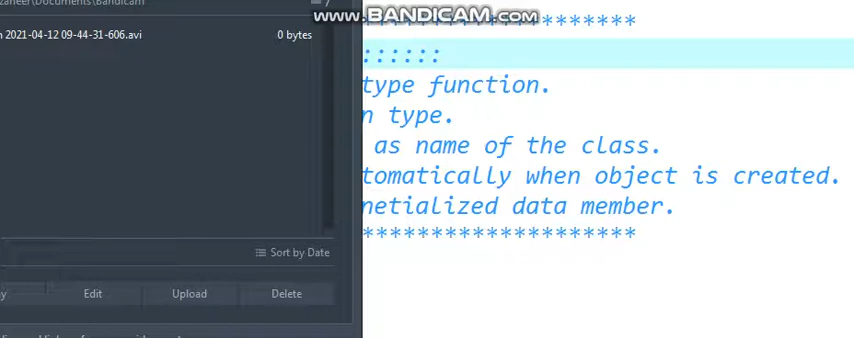 zaheer\Documents\Bandicam
www.BANDICAM.com
2021-04-12 09-44-31-606.avi 0 bytes
********************
::::::
type function.
n type.
as name of the class.
tomatically when object is created.
netialized data member.
********************
Sort by Date
Edit Upload Delete